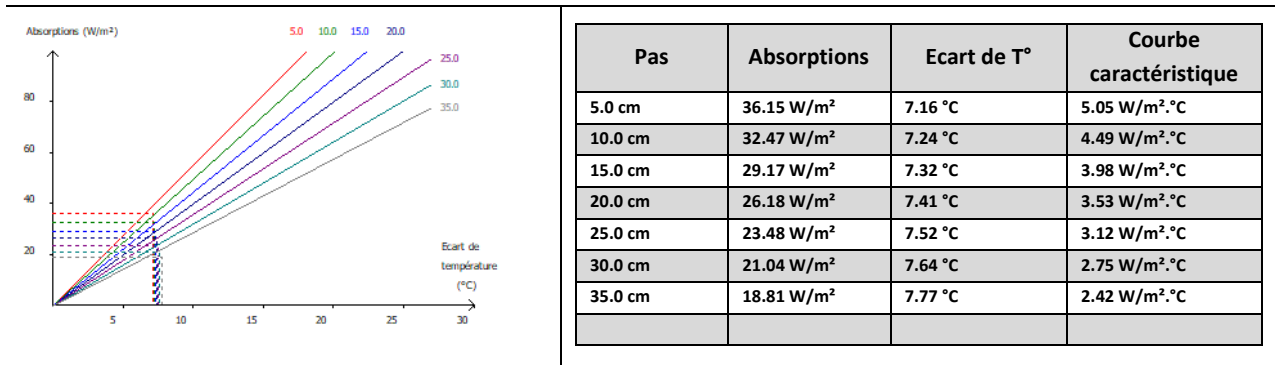 Absorptions (W/m²)
5.0 10.0 15.0 20.0
25.0
30.0
35.0
80
60
40
20
Ecart de
température
(°C)
5 10 15 20 25 30
Pas Absorptions Ecart de T° Courbe caractéristique
5.0 cm 36.15 W/m² 7.16 °C 5.05 W/m².°C
10.0 cm 32.47 W/m² 7.24 °C 4.49 W/m².°C
15.0 cm 29.17 W/m² 7.32 °C 3.98 W/m².°C
20.0 cm 26.18 W/m² 7.41 °C 3.53 W/m².°C
25.0 cm 23.48 W/m² 7.52 °C 3.12 W/m².°C
30.0 cm 21.04 W/m² 7.64 °C 2.75 W/m².°C
35.0 cm 18.81 W/m² 7.77 °C 2.42 W/m².°C